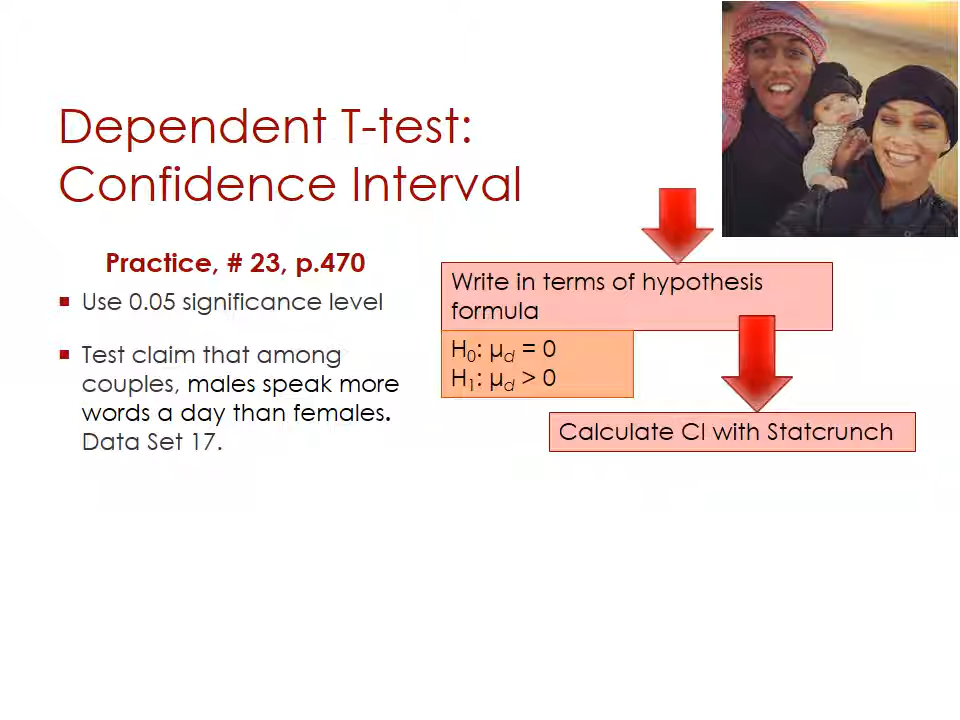 Dependent T-test:
Confidence Interval
Practice, # 23, p.470
Use 0.05 significance level
Test claim that among
couples, males speak more
words a day than females.
Data Set 17.
Write in terms of hypothesis
formula
H₀: μd = 0
H₁: μd > 0
Calculate CI with Statcrunch